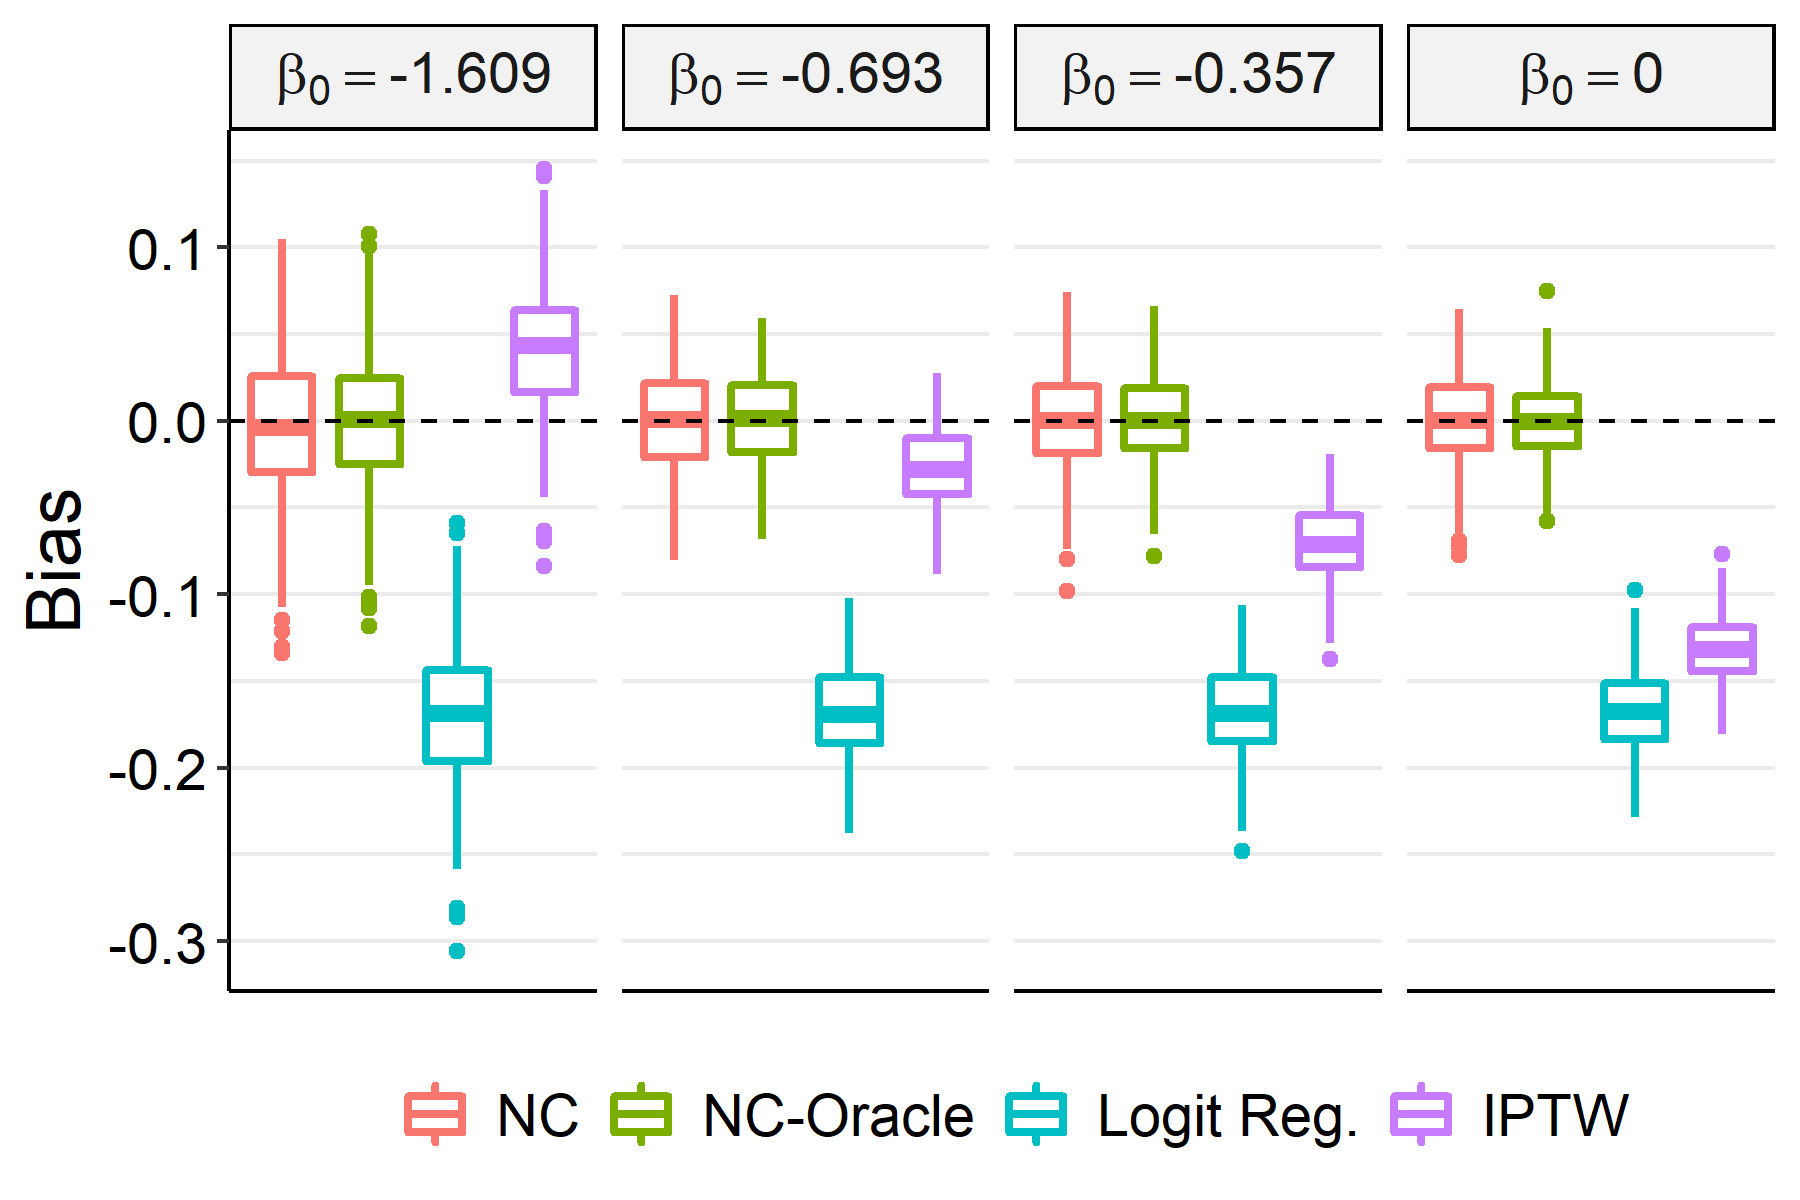 β₀ = -1.609
β₀ = -0.693
β₀ = -0.357
β₀ = 0
Bias
0.1
0.0
-0.1
-0.2
-0.3
NC
NC-Oracle
Logit Reg.
IPTW